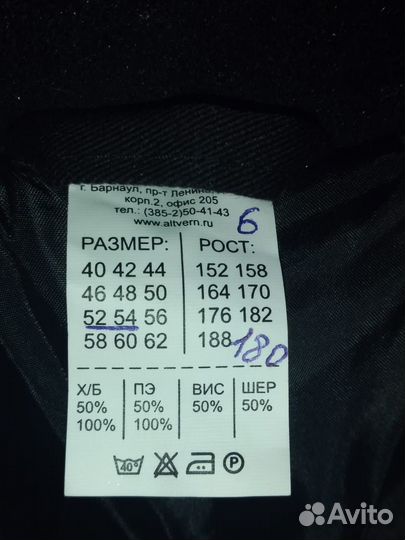 г. Барнаул, пр-т Ленина,
корп.2, офис 205
тел.: (385-2)50-41-43
www.altvern.ru
6
РАЗМЕР: РОСТ:
40 42 44 152 158
46 48 50 164 170
52 54 56 176 182
58 60 62 188 180
Х/Б ПЭ ВИС ШЕР
50% 50% 50% 50%
100% 100%
40° P
Avito